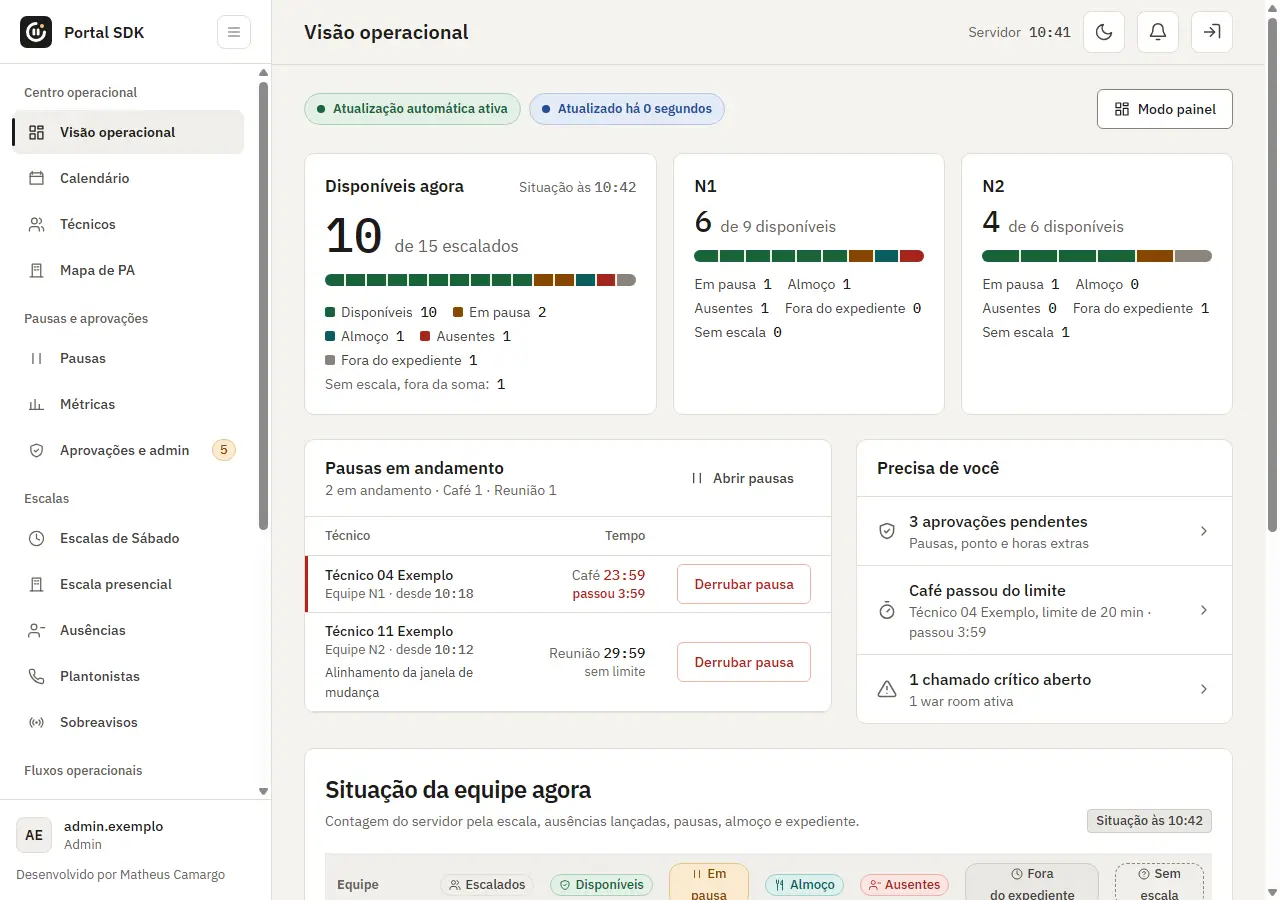 Portal SDK
Centro operacional
Visão operacional
Calendário
Técnicos
Mapa de PA
Pausas e aprovações
Pausas
Métricas
Aprovações e admin 5
Escalas
Escalas de Sábado
Escala presencial
Ausências
Plantonistas
Sobreavisos
Fluxos operacionais
AE
admin.exemplo
Admin
Desenvolvido por Matheus Camargo
Visão operacional
Servidor 10:41
Atualização automática ativa
Atualizado há 0 segundos
Modo painel
Disponíveis agora
Situação às 10:42
10 de 15 escalados
Disponíveis 10 Em pausa 2
Almoço 1 Ausentes 1
Fora do expediente 1
Sem escala, fora da soma: 1
N1
6 de 9 disponíveis
Em pausa 1 Almoço 1
Ausentes 1 Fora do expediente 0
Sem escala 0
N2
4 de 6 disponíveis
Em pausa 1 Almoço 0
Ausentes 0 Fora do expediente 1
Sem escala 1
Pausas em andamento
2 em andamento · Café 1 · Reunião 1
Abrir pausas
Técnico Tempo
Técnico 04 Exemplo
Equipe N1 · desde 10:18
Café 23:59
passou 3:59
Derrubar pausa
Técnico 11 Exemplo
Equipe N2 · desde 10:12
Alinhamento da janela de
mudança
Reunião 29:59
sem limite
Derrubar pausa
Precisa de você
3 aprovações pendentes
Pausas, ponto e horas extras
Café passou do limite
Técnico 04 Exemplo, limite de 20 min ·
passou 3:59
1 chamado crítico aberto
1 war room ativa
Situação da equipe agora
Contagem do servidor pela escala, ausências lançadas, pausas, almoço e expediente.
Situação às 10:42
Equipe
Escalados
Disponíveis
Em
pausa
Almoço
Ausentes
Fora
do expediente
Sem
escala